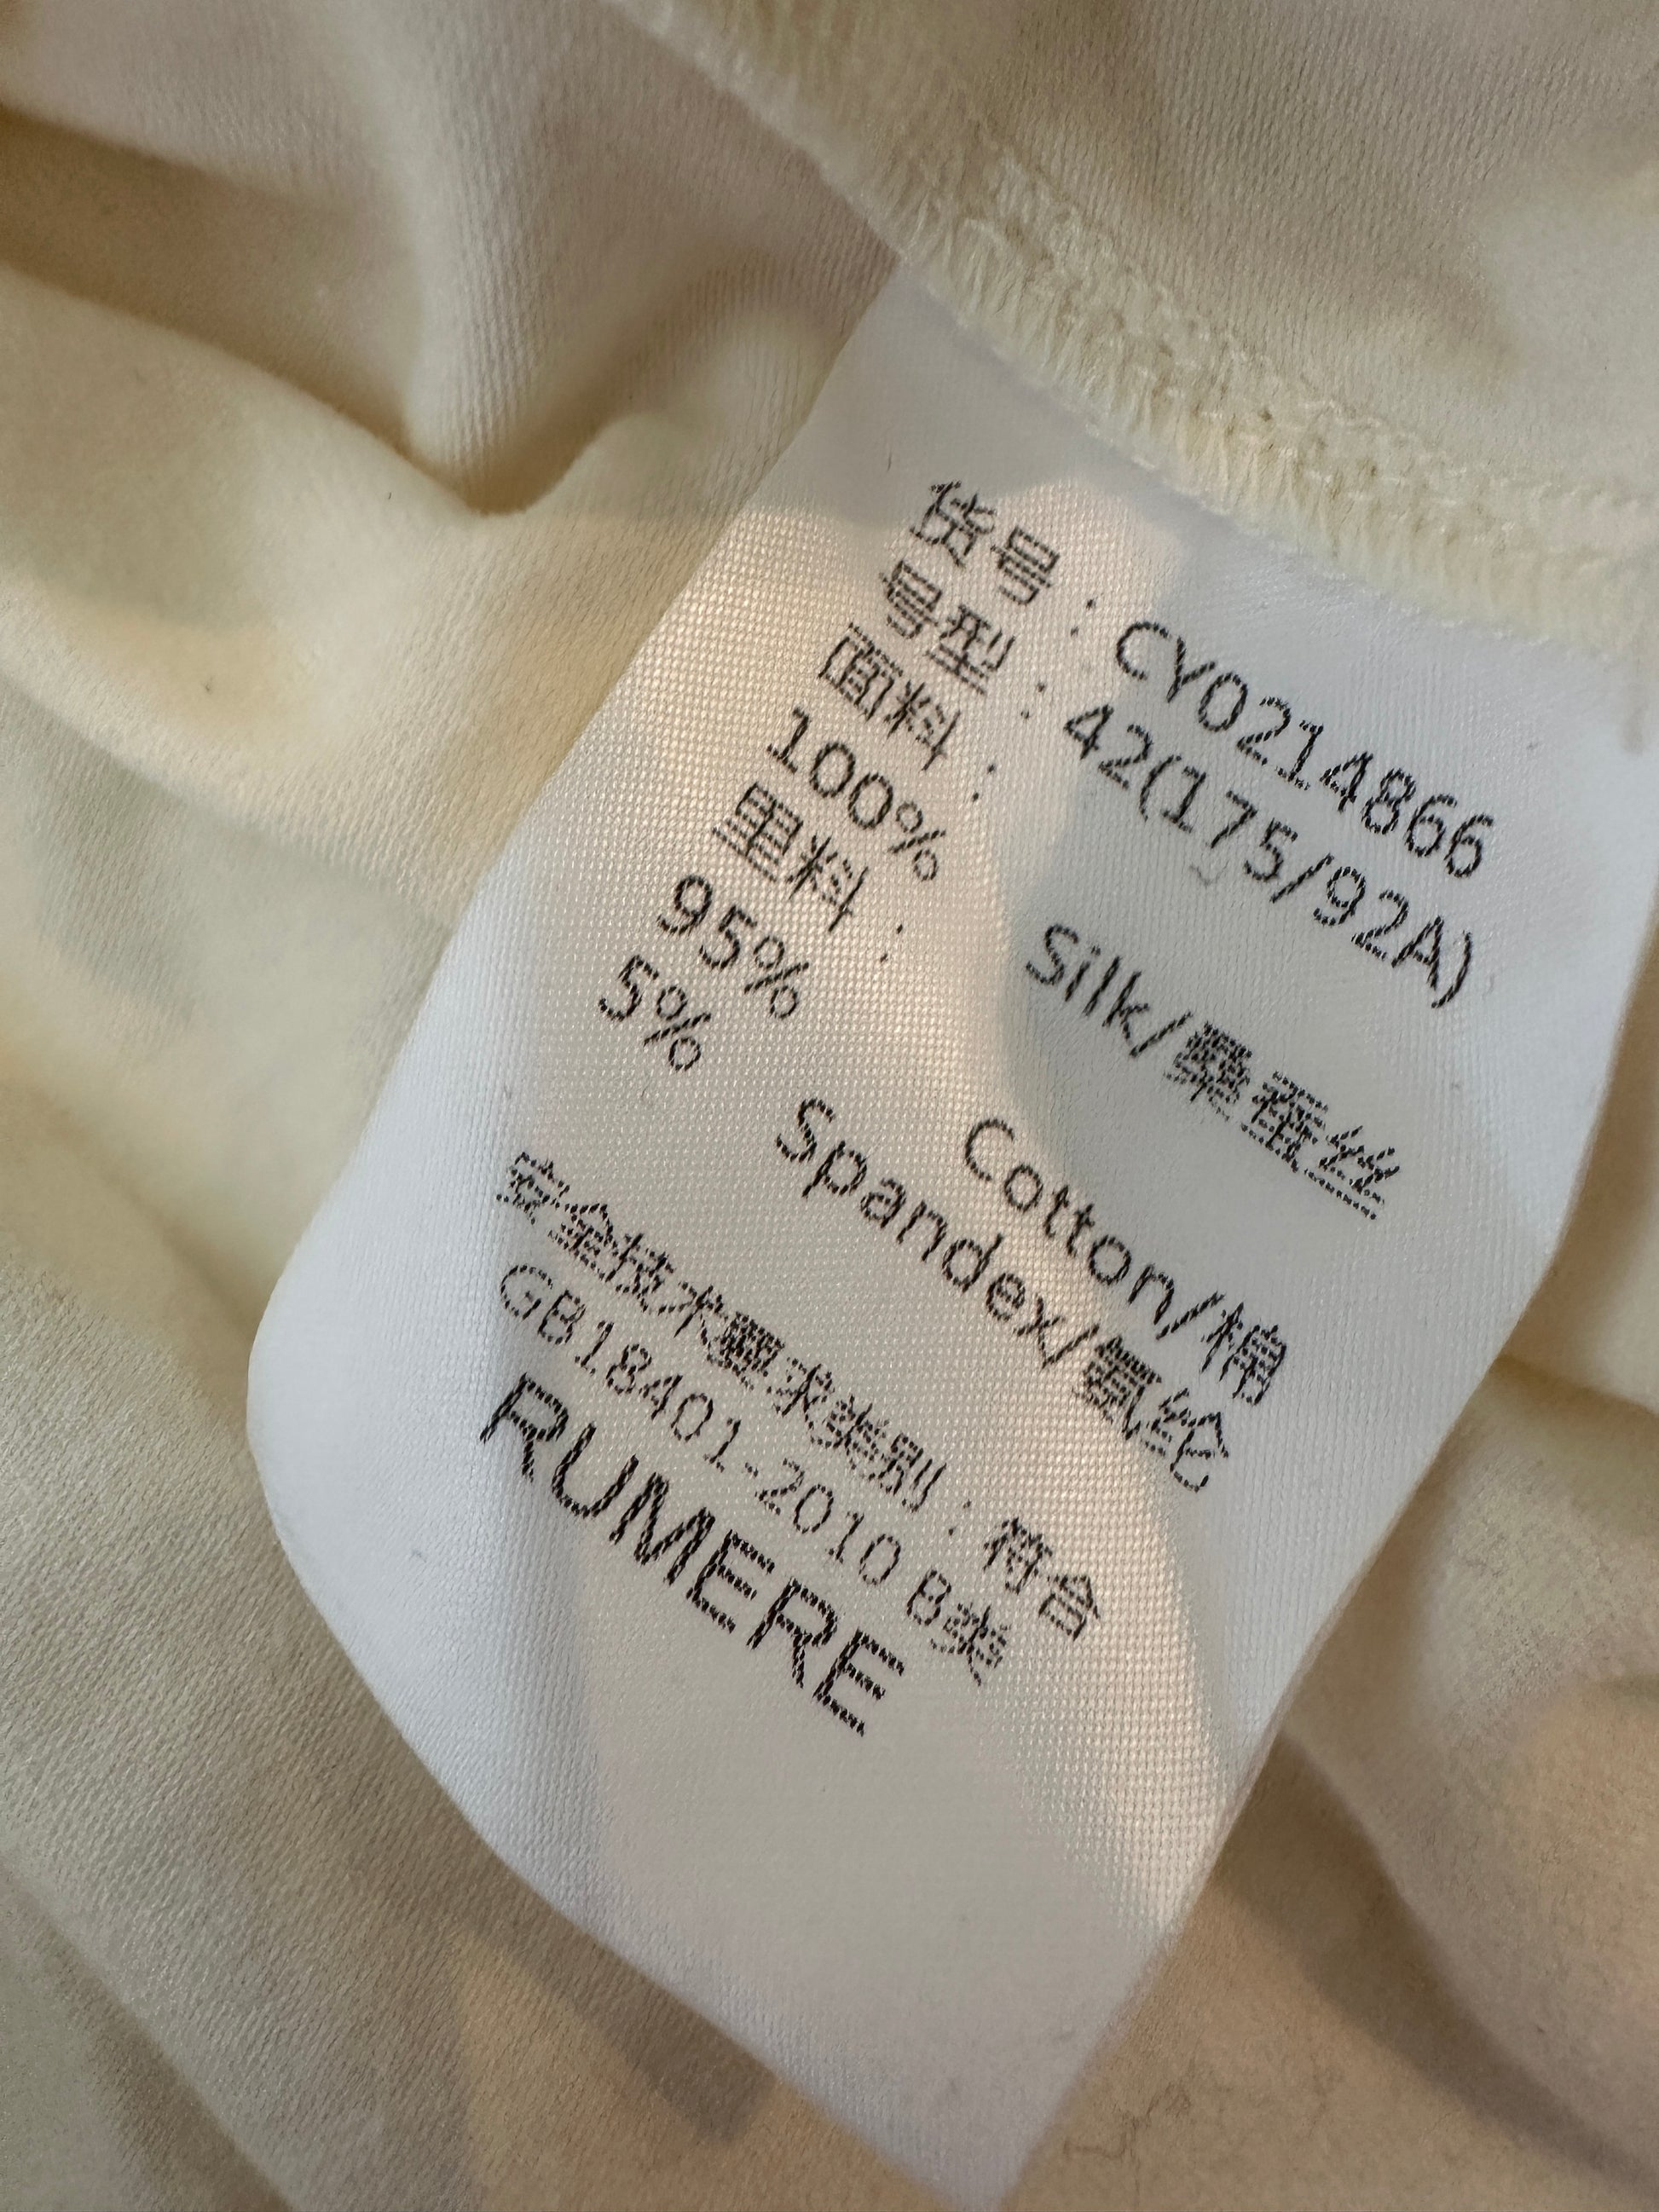 货号：CY0214866
号型：42(175/92A)
面料：
100% Silk/桑蚕丝
里料：
95% Cotton/棉
5% Spandex/氨纶
安全技术要求类别：符合
GB18401-2010 B类
RUMERE